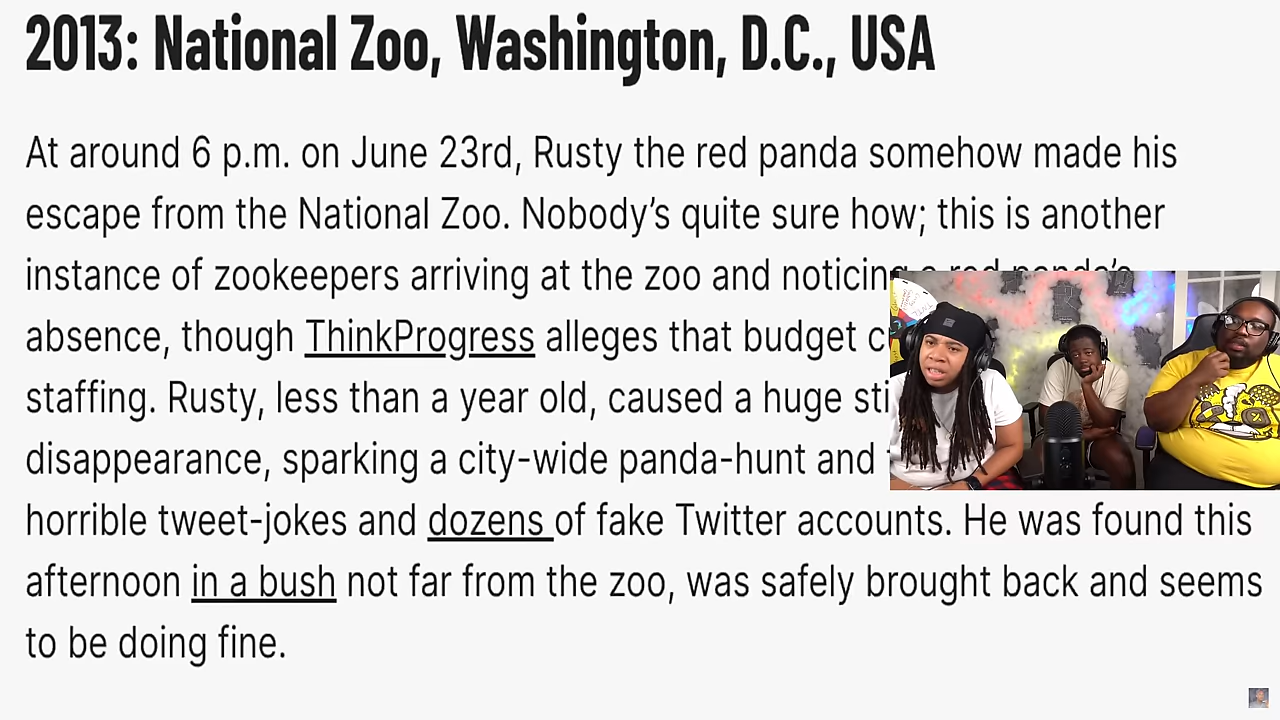 2013: National Zoo, Washington, D.C., USA
At around 6 p.m. on June 23rd, Rusty the red panda somehow made his
escape from the National Zoo. Nobody’s quite sure how; this is another
instance of zookeepers arriving at the zoo and noticing a red panda’s
absence, though ThinkProgress alleges that budget
staffing. Rusty, less than a year old, caused a huge
disappearance, sparking a city-wide panda-hunt and
horrible tweet-jokes and dozens of fake Twitter accounts. He was found this
afternoon in a bush not far from the zoo, was safely brought back and seems
to be doing fine.